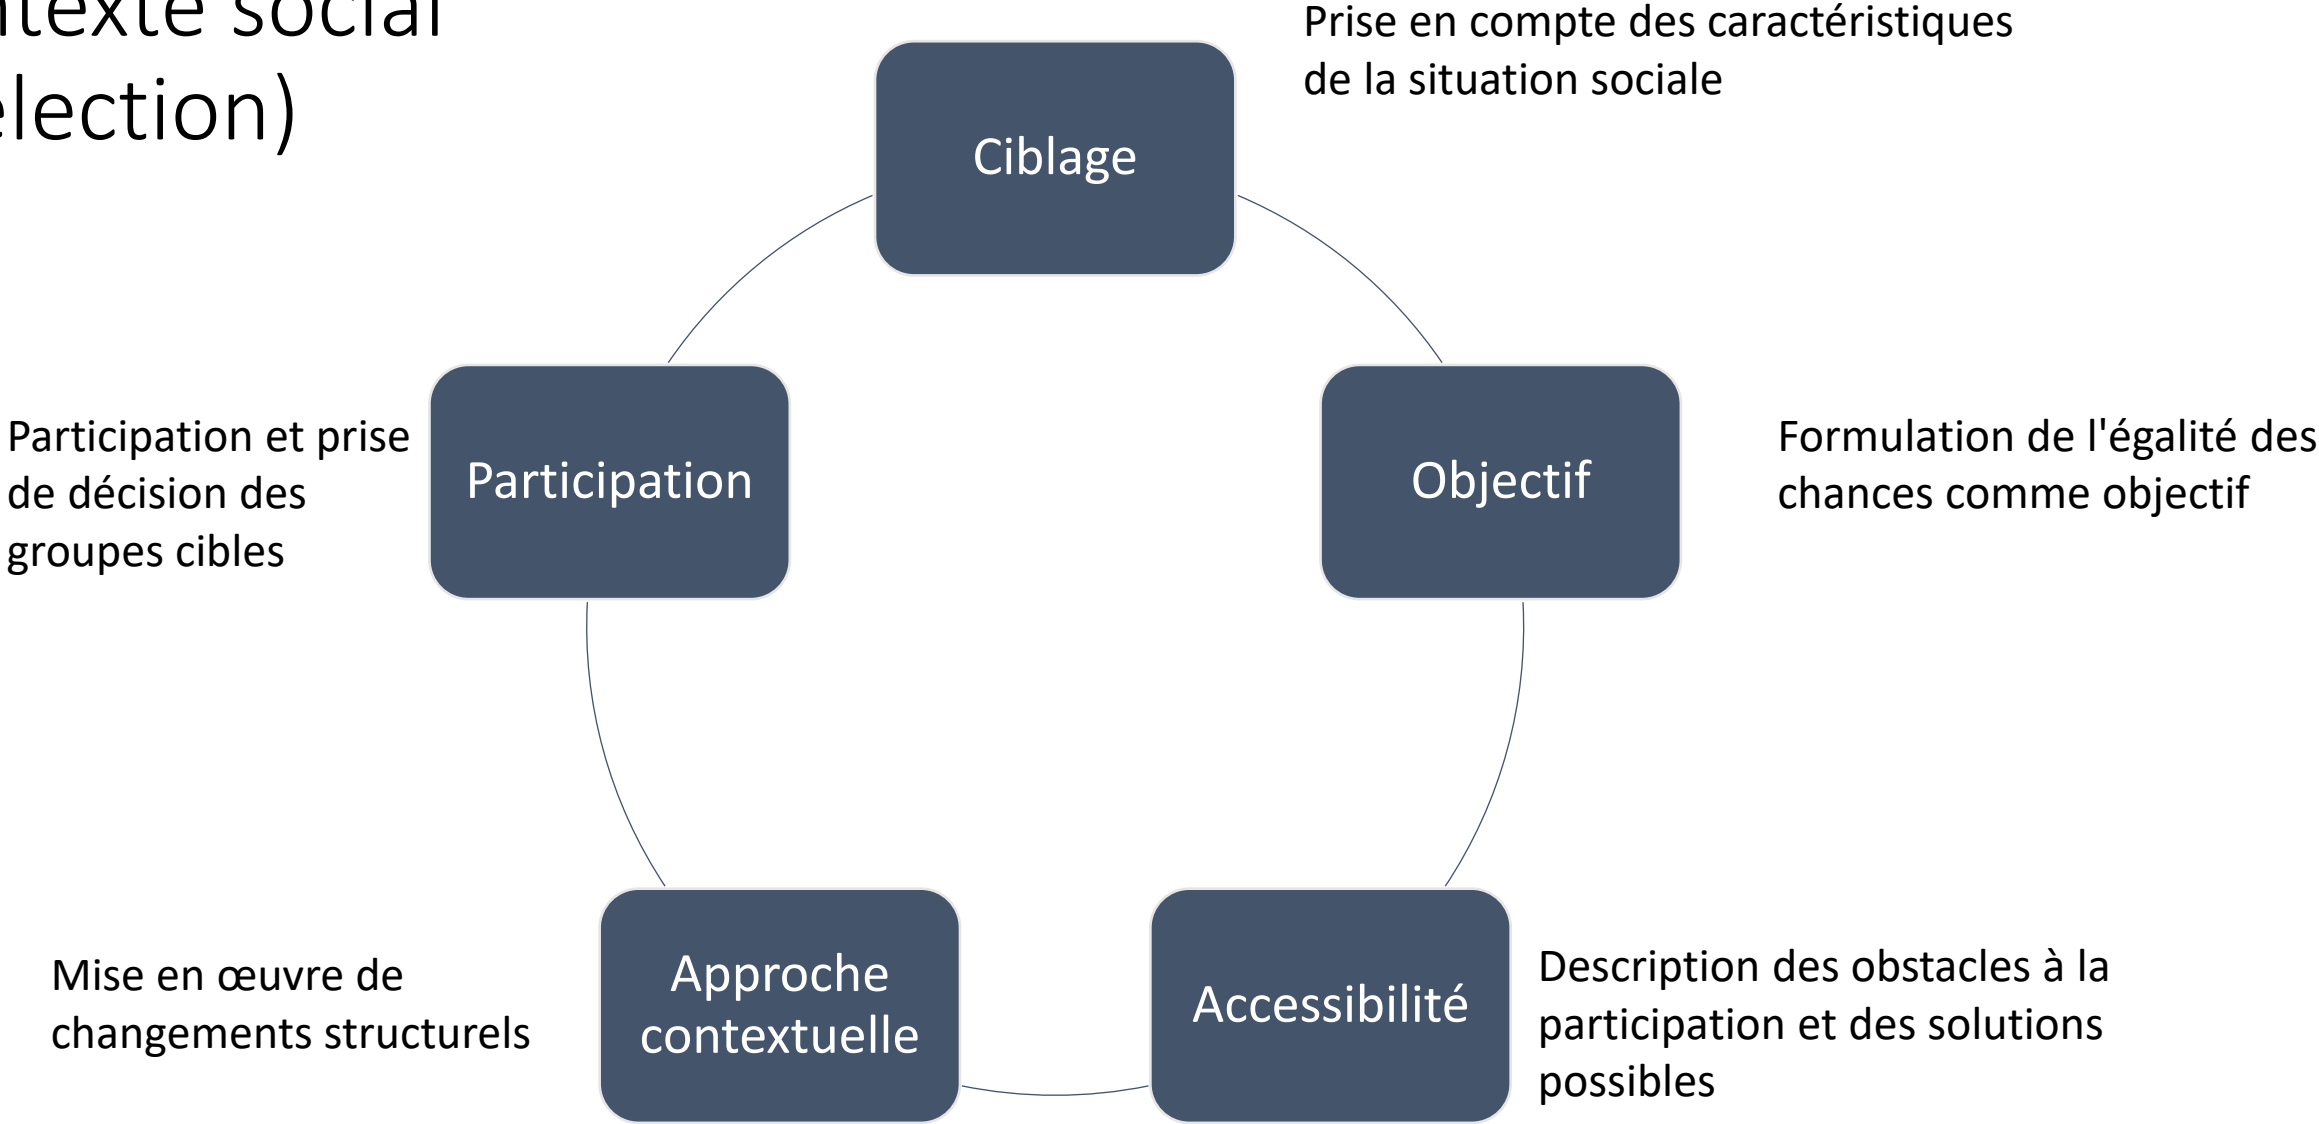 ntexte social
election)
Prise en compte des caractéristiques
de la situation sociale
Ciblage
Participation et prise
de décision des
groupes cibles
Participation
Objectif
Formulation de l'égalité des
chances comme objectif
Mise en œuvre de
changements structurels
Approche
contextuelle
Accessibilité
Description des obstacles à la
participation et des solutions
possibles